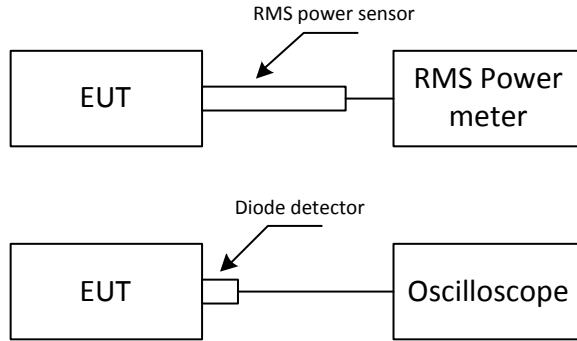 RMS power sensor
EUT
RMS Power
meter
Diode detector
EUT
Oscilloscope